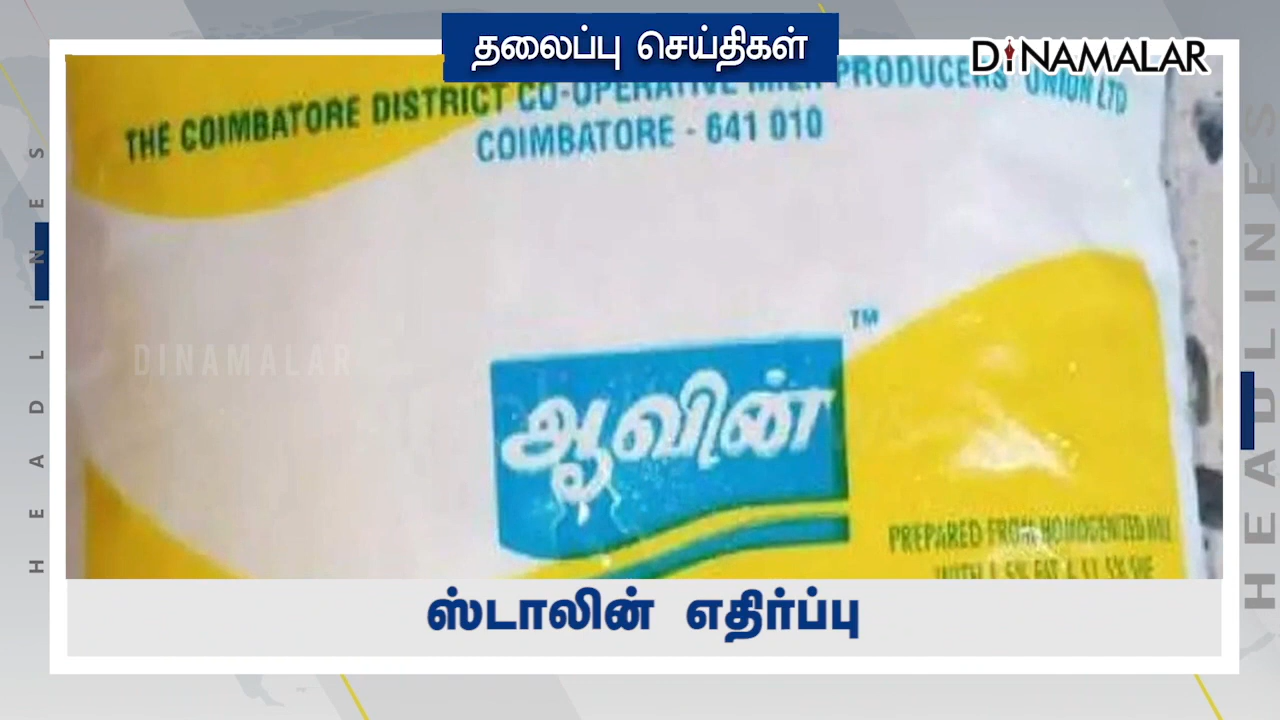 தலைப்பு செய்திகள்
DINAMALAR
THE COIMBATORE DISTRICT CO-OPERATIVE MILK PRODUCERS' UNION LTD
COIMBATORE - 641 010
DINAMALAR
TM
ஆவின்
PREPARED FROM HOMOGENIZED MILK
ஸ்டாலின் எதிர்ப்பு
HEADLINES
HEADLINES